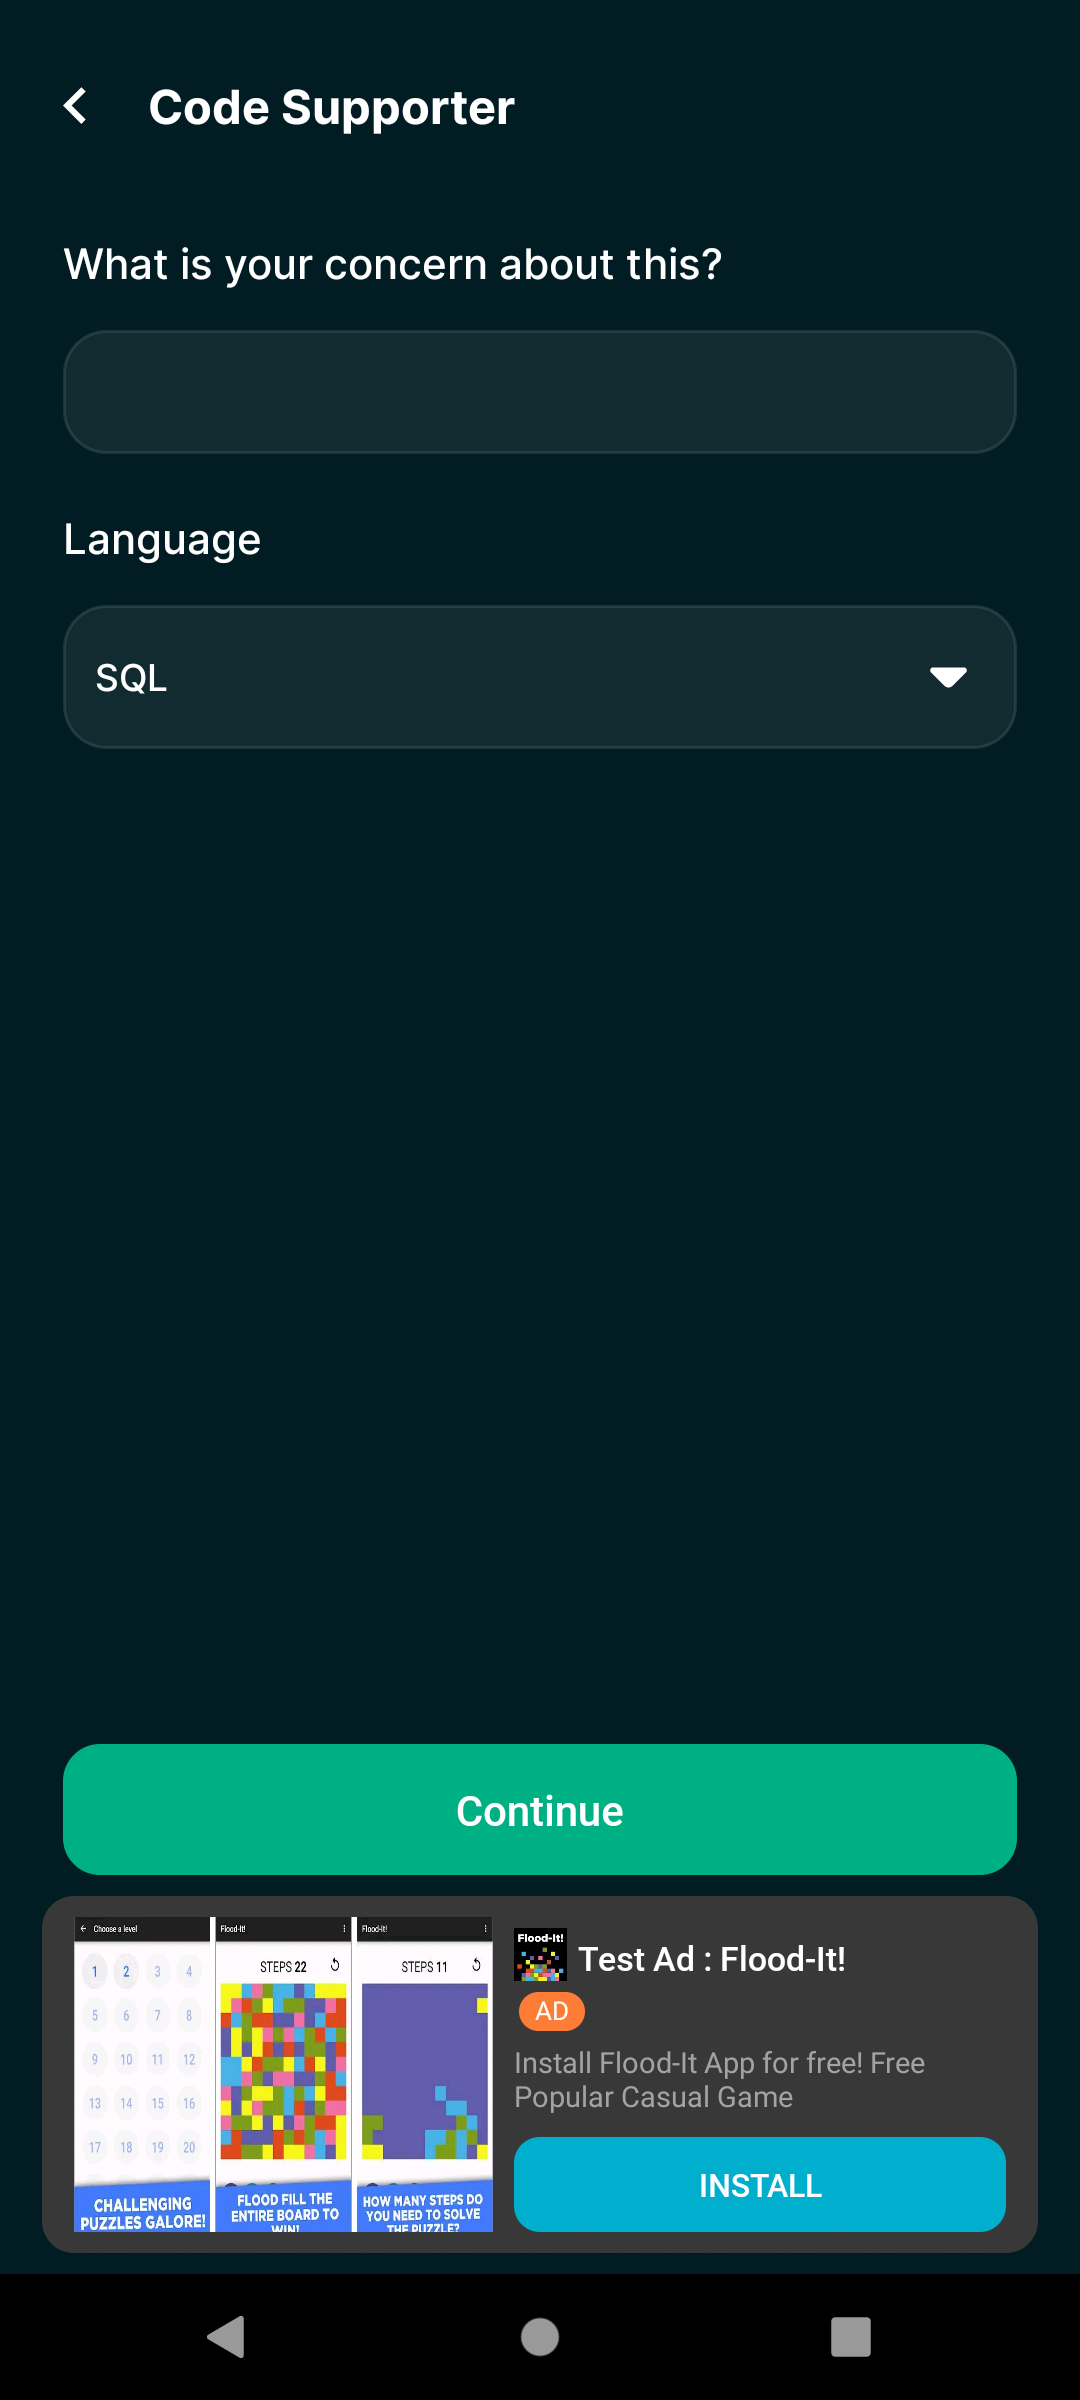 Code Supporter
What is your concern about this?
Language
SQL
Continue
Choose a level
1 2 3 4
5 6 7 8
9 10 11 12
13 14 15 16
17 18 19 20
CHALLENGING
PUZZLES GALORE!
Flood-It!
STEPS 22
FLOOD FILL THE
ENTIRE BOARD TO
WIN!
Flood-It!
STEPS 11
HOW MANY STEPS DO
YOU NEED TO SOLVE
THE PUZZLE?
Flood-It!
Test Ad : Flood-It!
AD
Install Flood-It App for free! Free
Popular Casual Game
INSTALL